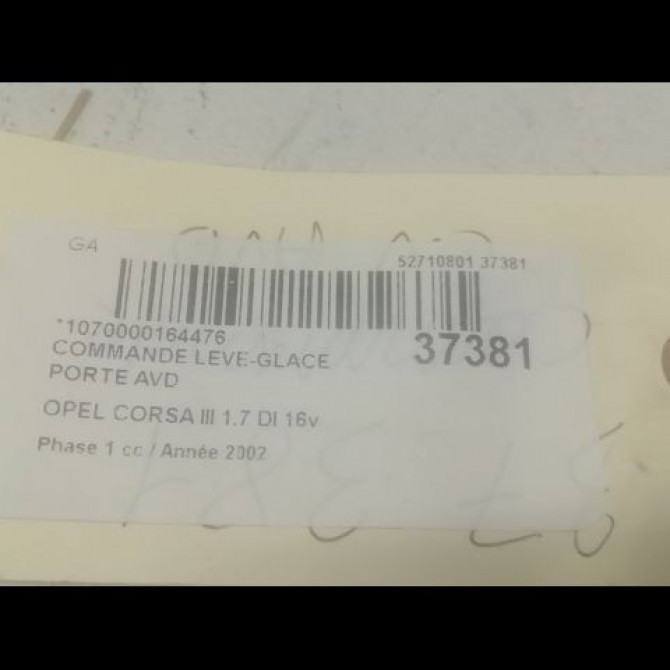 GA
52710801 37381
*1070000164476
37381
COMMANDE LEVE-GLACE
PORTE AVD
OPEL CORSA III 1.7 DI 16v
Phase 1 cc / Année 2002